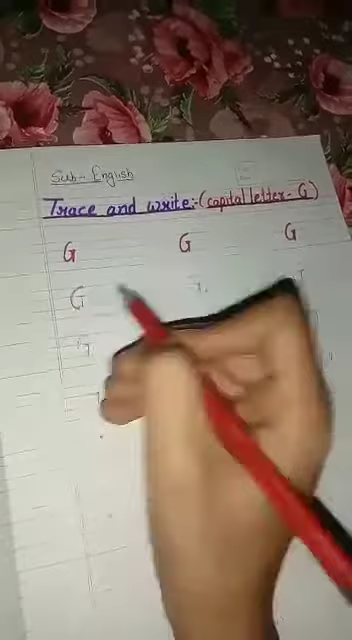 Sub- English
Trace and write:-(capital letter - G)
G G G
G